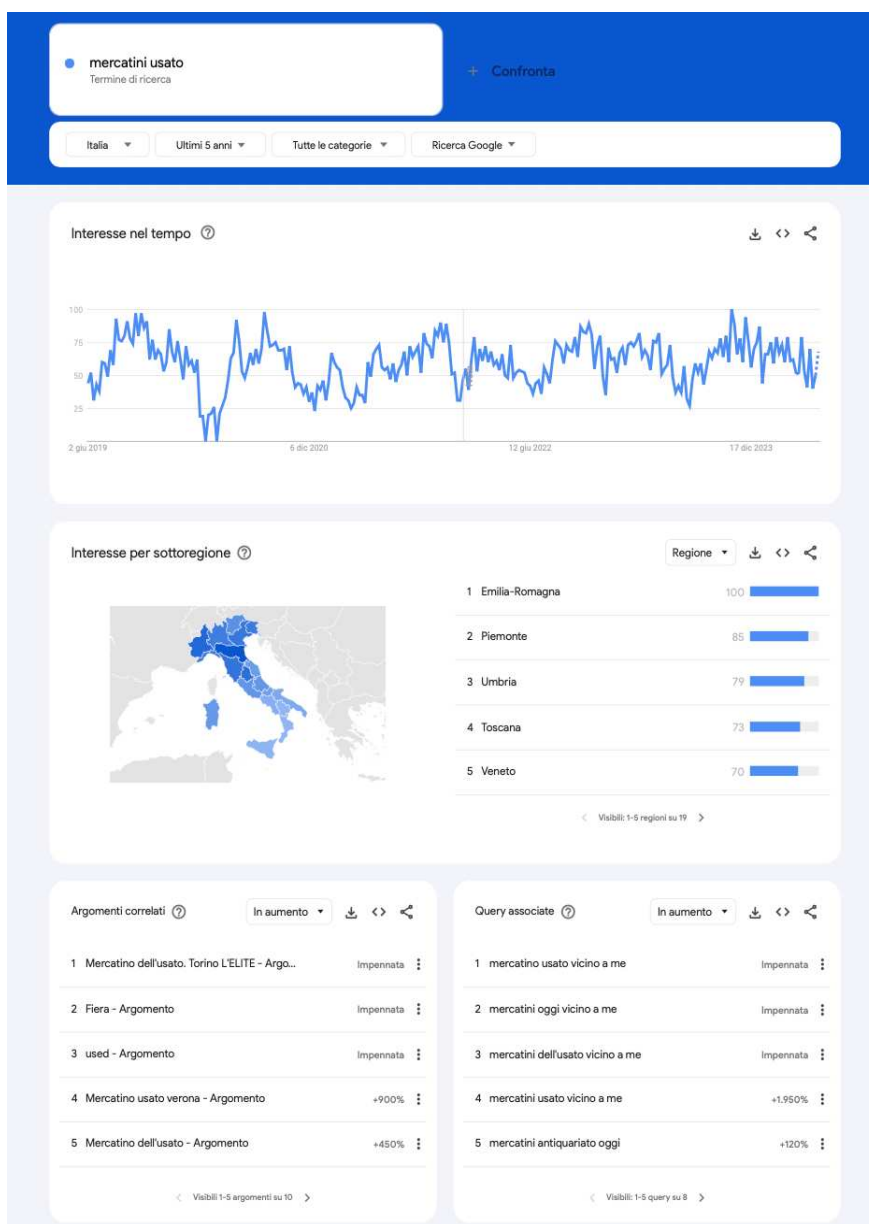 mercatini usato
Termine di ricerca
+ Confronta
Italia
Ultimi 5 anni
Tutte le categorie
Ricerca Google
Interesse nel tempo
100
75
50
25
2 giu 2019
6 dic 2020
12 giu 2022
17 dic 2023
Interesse per sottoregione
Regione
1 Emilia-Romagna 100
2 Piemonte 85
3 Umbria 79
4 Toscana 73
5 Veneto 70
Visibili: 1-5 regioni su 19
Argomenti correlati
In aumento
1 Mercatino dell'usato. Torino L'ELITE - Argo... Impennata
2 Fiera - Argomento Impennata
3 used - Argomento Impennata
4 Mercatino usato verona - Argomento +900%
5 Mercatino dell'usato - Argomento +450%
Visibili 1-5 argomenti su 10
Query associate
In aumento
1 mercatino usato vicino a me Impennata
2 mercatini oggi vicino a me Impennata
3 mercatini dell'usato vicino a me Impennata
4 mercatini usato vicino a me +1.950%
5 mercatini antiquariato oggi +120%
Visibili: 1-5 query su 8